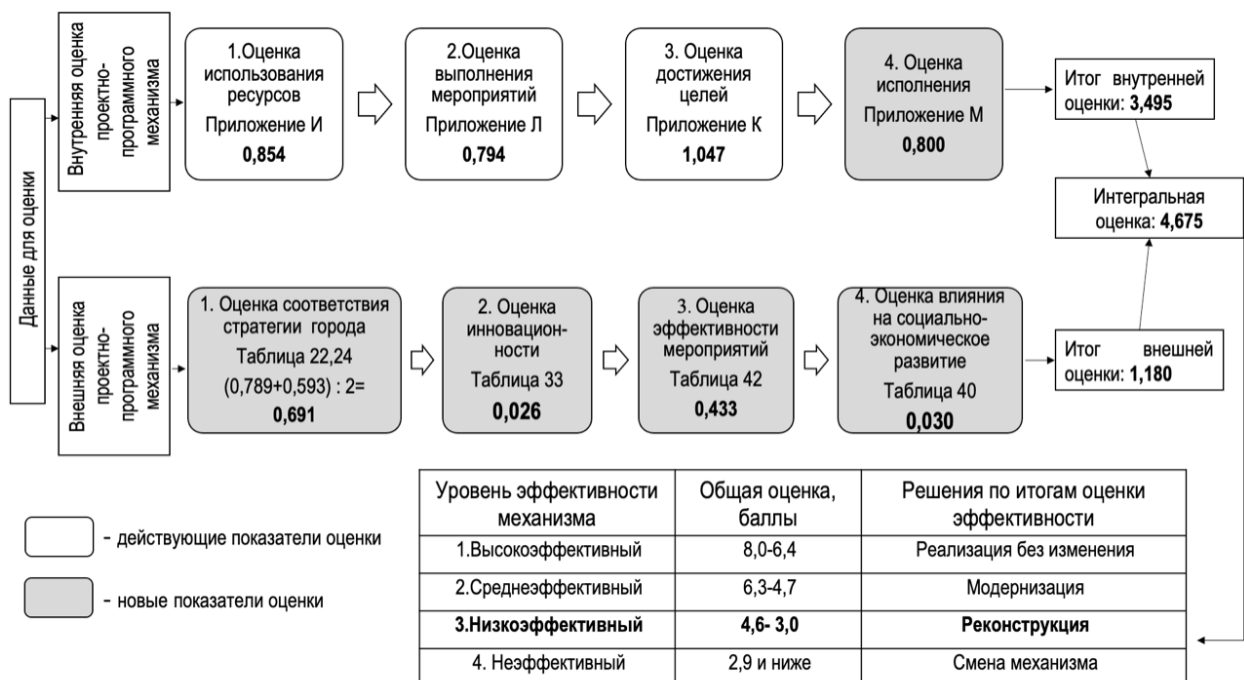 Данные для оценки
Внутренняя оценка
проектно-
программного
механизма
1.Оценка
использования
ресурсов
Приложение И
0,854
2.Оценка
выполнения
мероприятий
Приложение Л
0,794
3. Оценка
достижения
целей
Приложение К
1,047
4. Оценка
исполнения
Приложение М
0,800
Итог внутренней
оценки: 3,495
Интегральная
оценка: 4,675
Внешняя оценка
проектно-
программного
механизма
1. Оценка соответствия
стратегии города
Таблица 22,24
(0,789+0,593) : 2=
0,691
2. Оценка
инновацион-
ности
Таблица 33
0,026
3. Оценка
эффективности
мероприятий
Таблица 42
0,433
4. Оценка влияния
на социально-
экономическое
развитие
Таблица 40
0,030
Итог внешней
оценки: 1,180
- действующие показатели оценки
- новые показатели оценки
Уровень эффективности
механизма
Общая оценка,
баллы
Решения по итогам оценки
эффективности
1.Высокоэффективный 8,0-6,4 Реализация без изменения
2.Среднеэффективный 6,3-4,7 Модернизация
3.Низкоэффективный 4,6- 3,0 Реконструкция
4. Неэффективный 2,9 и ниже Смена механизма